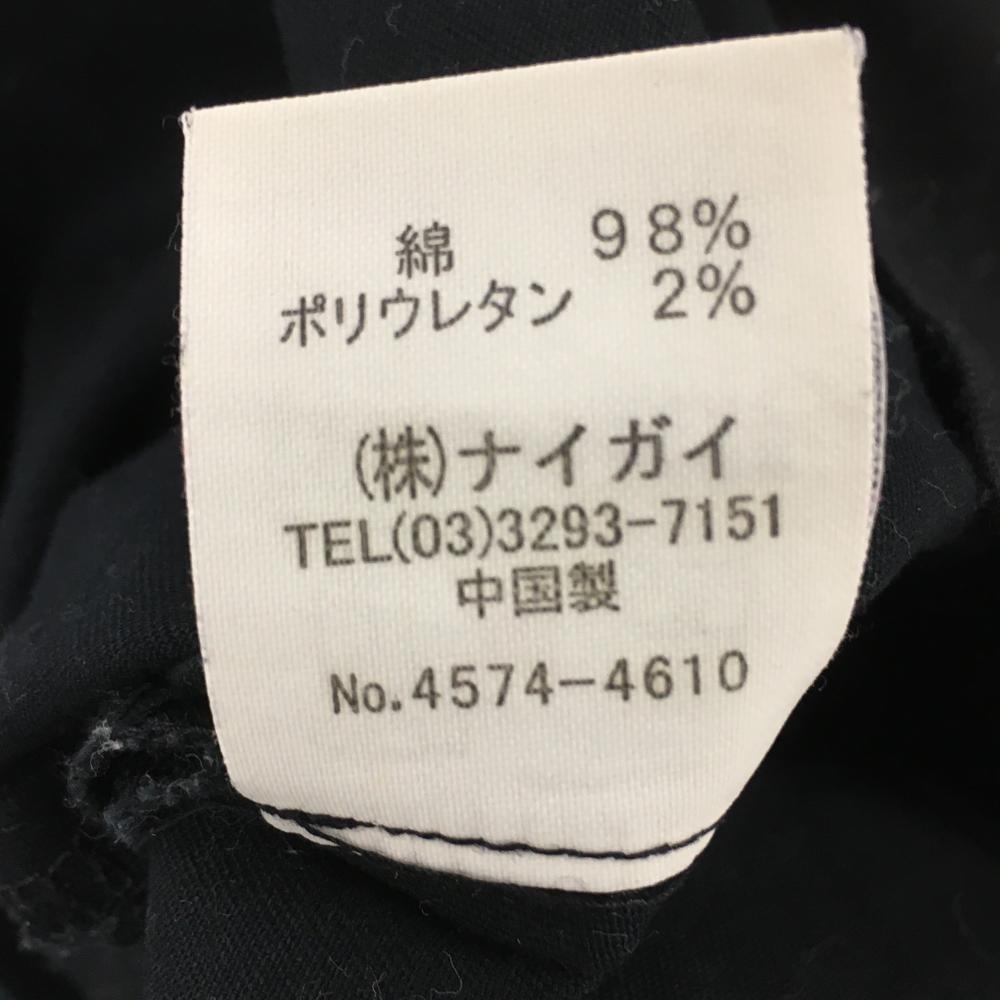 綿 98%
ポリウレタン 2%
(株)ナイガイ
TEL(03)3293-7151
中国製
No.4574-4610